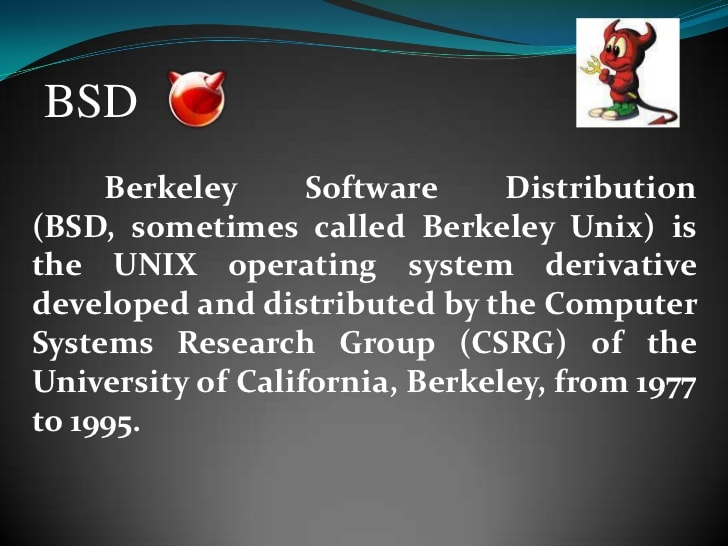 BSD
Berkeley Software Distribution
(BSD, sometimes called Berkeley Unix) is
the UNIX operating system derivative
developed and distributed by the Computer
Systems Research Group (CSRG) of the
University of California, Berkeley, from 1977
to 1995.